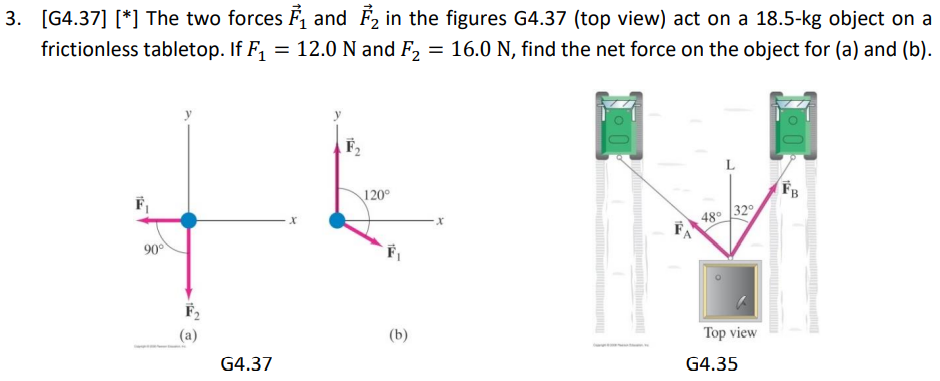 3. [G4.37] [*] The two forces F⃗₁ and F⃗₂ in the figures G4.37 (top view) act on a 18.5-kg object on a
frictionless tabletop. If F₁ = 12.0 N and F₂ = 16.0 N, find the net force on the object for (a) and (b).
y
F⃗₁
x
90°
F⃗₂
(a)
y
F⃗₂
120°
x
F⃗₁
(b)
G4.37
L
F⃗B
48° 32°
F⃗A
Top view
G4.35